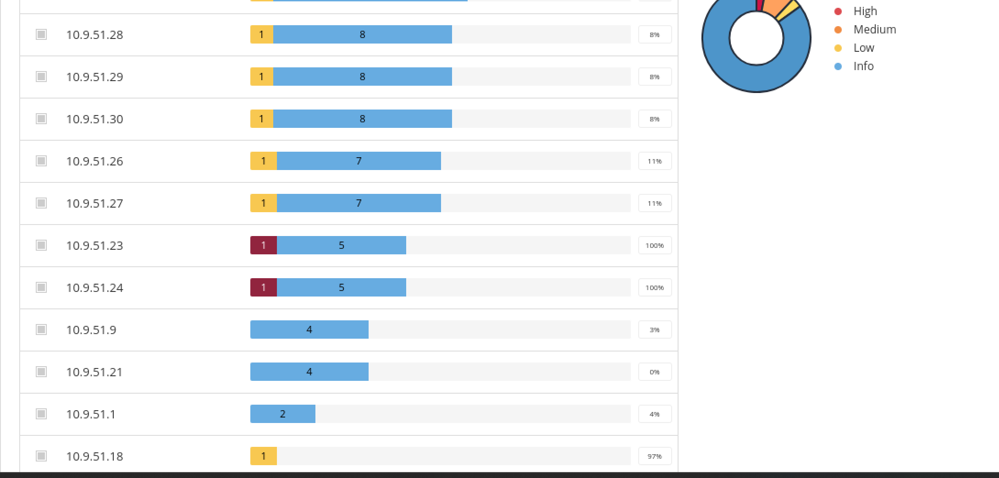 High
Medium
Low
Info
10.9.51.28 1 8 8%
10.9.51.29 1 8 8%
10.9.51.30 1 8 8%
10.9.51.26 1 7 11%
10.9.51.27 1 7 11%
10.9.51.23 1 5 100%
10.9.51.24 1 5 100%
10.9.51.9 4 3%
10.9.51.21 4 0%
10.9.51.1 2 4%
10.9.51.18 1 97%